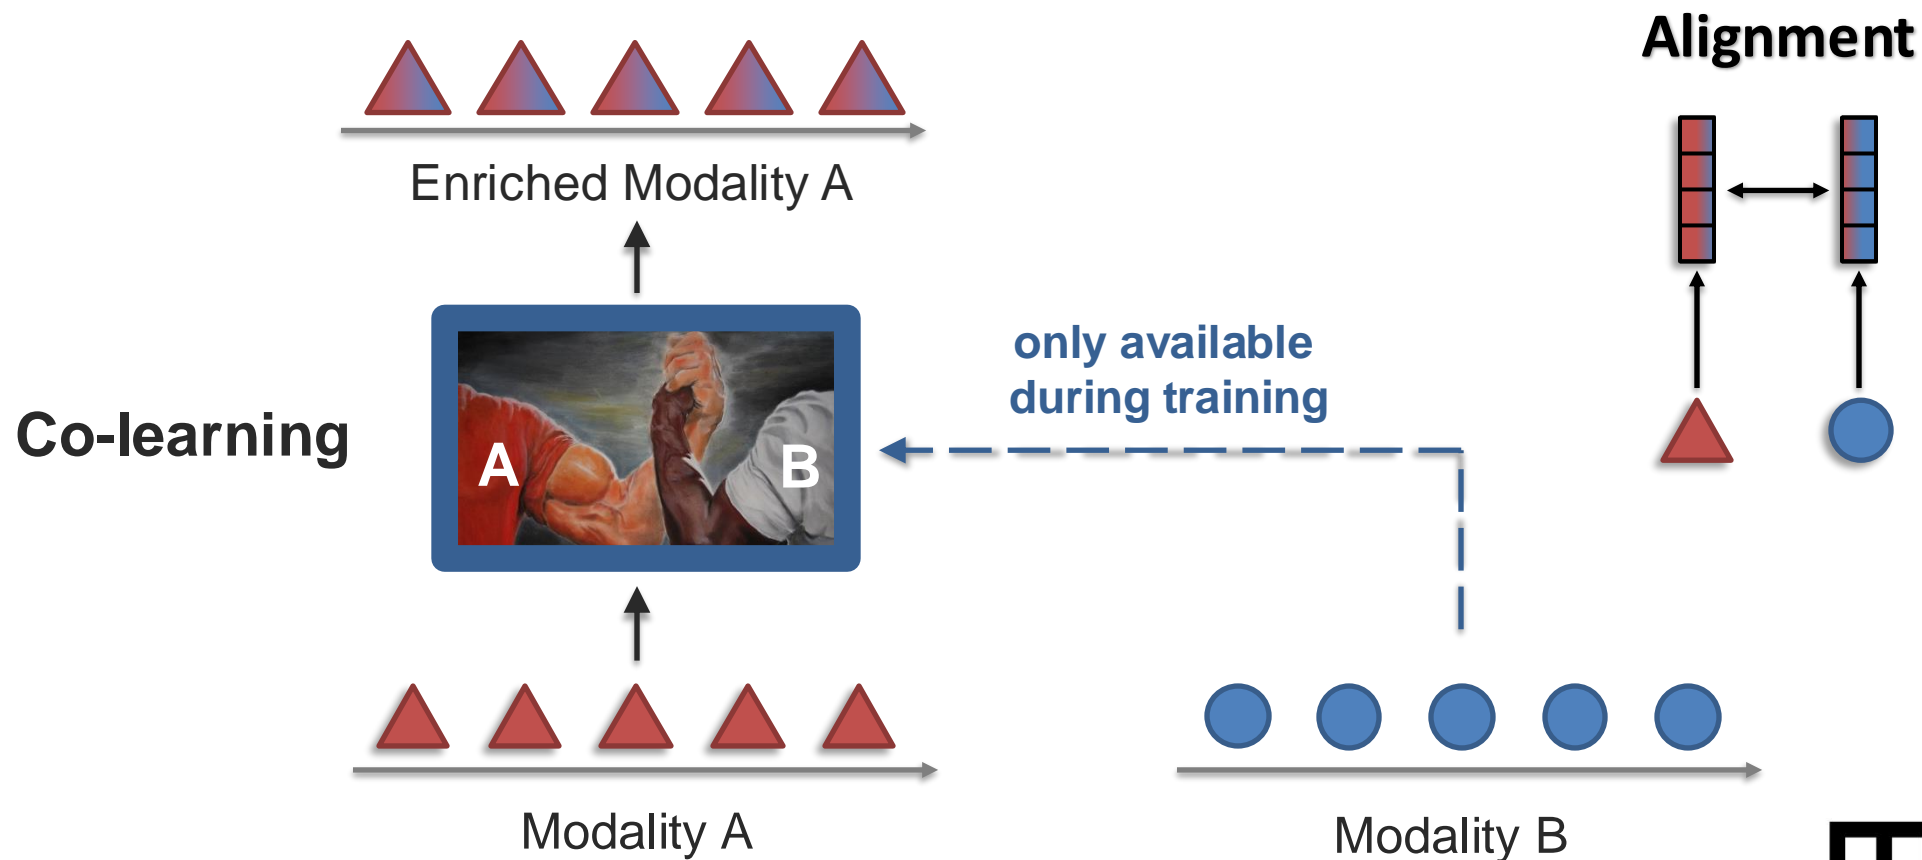 Alignment
Enriched Modality A
only available
during training
Co-learning
A
B
Modality A
Modality B